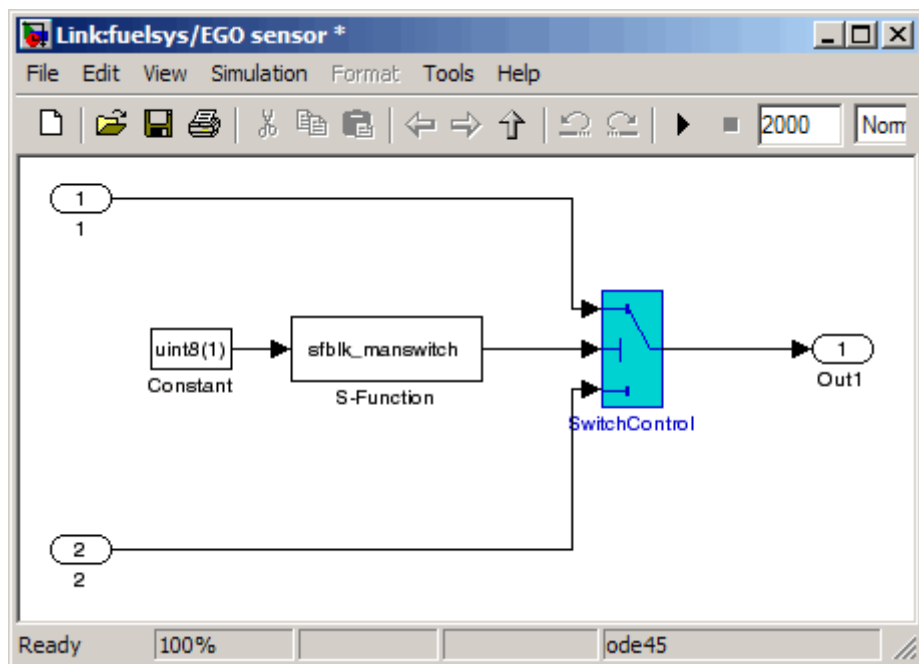 Link:fuelsys/EGO sensor *
File Edit View Simulation Format Tools Help
2000 Norm
1
1
uint8(1)
Constant
sfblk_manswitch
S-Function
SwitchControl
1
Out1
2
2
Ready 100% ode45